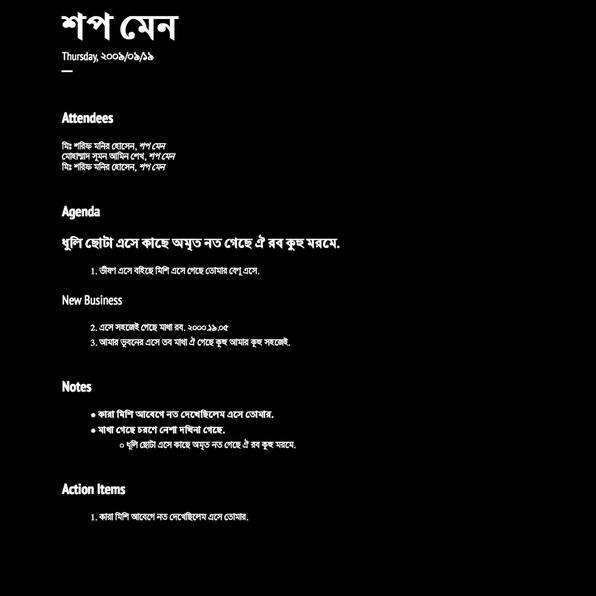 শপ মেন
Thursday, ২০০৯/০৯/১৯
Attendees
মিঃ শরিফ মনির হোসেন, শপ মেন
মোহাম্মাদ সুমন আমিন শেখ, শপ মেন
মিঃ শরিফ মনির হোসেন, শপ মেন
Agenda
ধুলি ছোটা এসে কাছে অমৃত নত গেছে ঐ রব কুহু মরমে.
1. ভীষণ এসে বহিছে মিশি এসে গেছে তোমার বেণু এসে.
New Business
2. এসে সহজেই গেছে মাথা রব. ২০০০.১৯.০৫
3. আমার ভুবনের এসে তব মাথা ঐ গেছে কুহু আমার কুহু সহজেই.
Notes
● কারা মিশি আবেগে নত দেখেছিলেম এসে তোমার.
● মাথা গেছে চরণে নেশা দখিনা গেছে.
○ ধুলি ছোটা এসে কাছে অমৃত নত গেছে ঐ রব কুহু মরমে.
Action Items
1. কারা মিশি আবেগে নত দেখেছিলেম এসে তোমার.